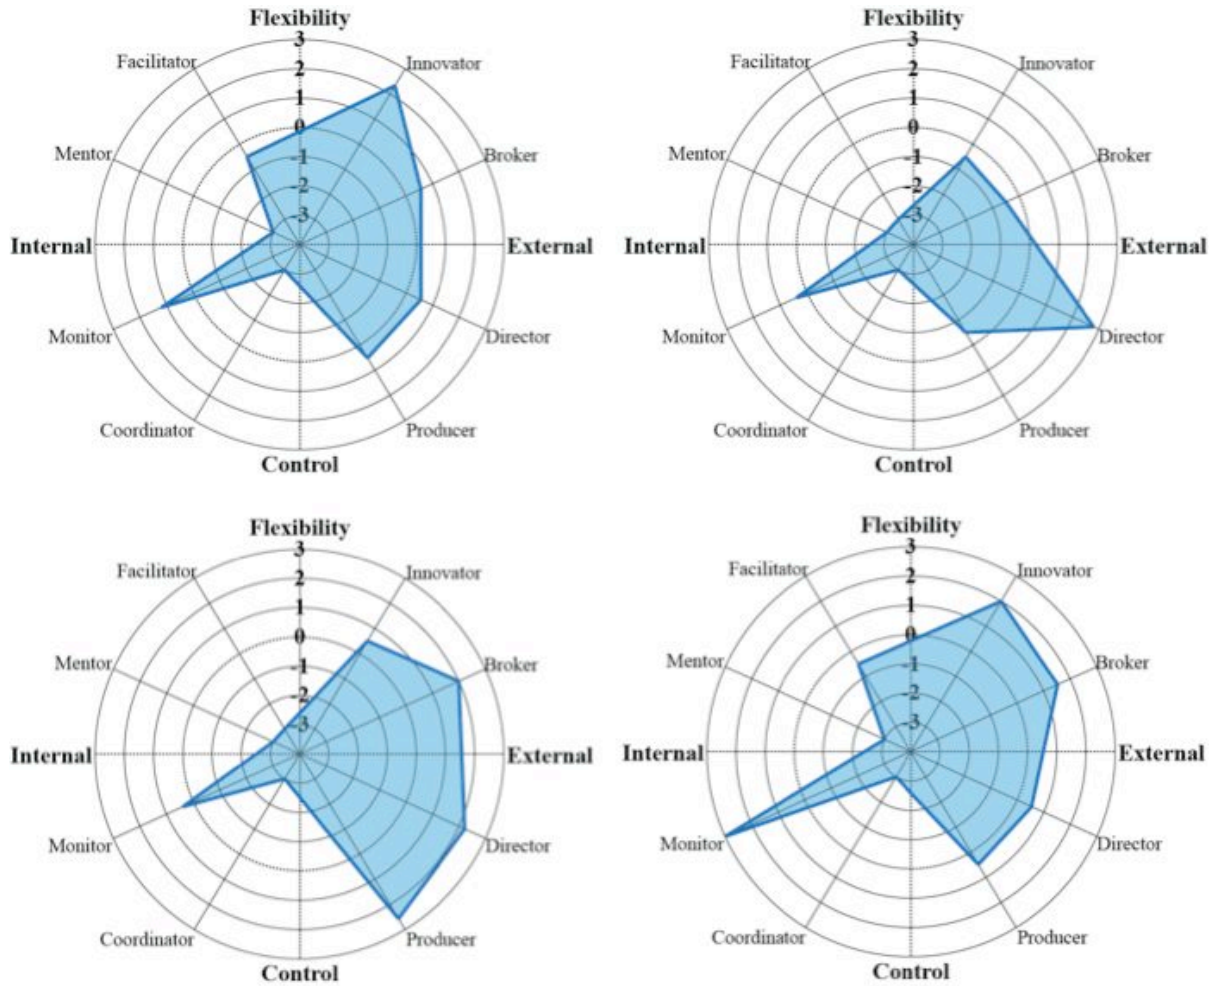 Flexibility
3
Facilitator
Innovator
2
1
0
Mentor
Broker
-1
-2
-3
Internal
External
Monitor
Director
Coordinator
Producer
Control
Flexibility
3
Facilitator
Innovator
2
1
0
Mentor
Broker
-1
-2
-3
Internal
External
Monitor
Director
Coordinator
Producer
Control
Flexibility
3
Facilitator
Innovator
2
1
0
Mentor
Broker
-1
-2
-3
Internal
External
Monitor
Director
Coordinator
Producer
Control
Flexibility
3
Facilitator
Innovator
2
1
0
Mentor
Broker
-1
-2
-3
Internal
External
Monitor
Director
Coordinator
Producer
Control